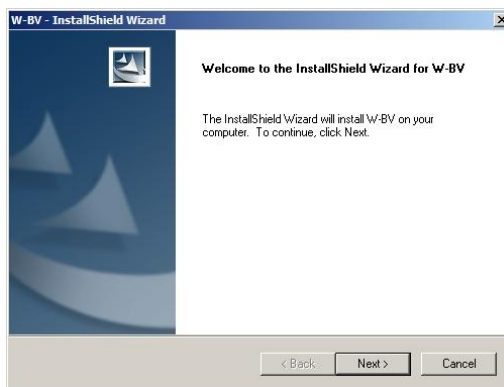 W-BV - InstallShield Wizard
Welcome to the InstallShield Wizard for W-BV
The InstallShield Wizard will install W-BV on your
computer. To continue, click Next.
< Back
Next >
Cancel